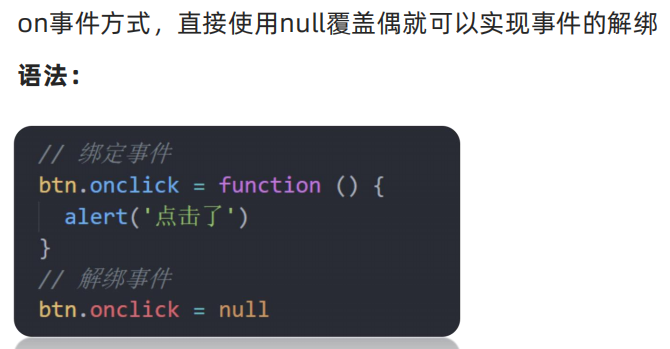 on事件方式，直接使用null覆盖偶就可以实现事件的解绑
语法：
// 绑定事件
btn.onclick = function () {
  alert('点击了')
}
// 解绑事件
btn.onclick = null